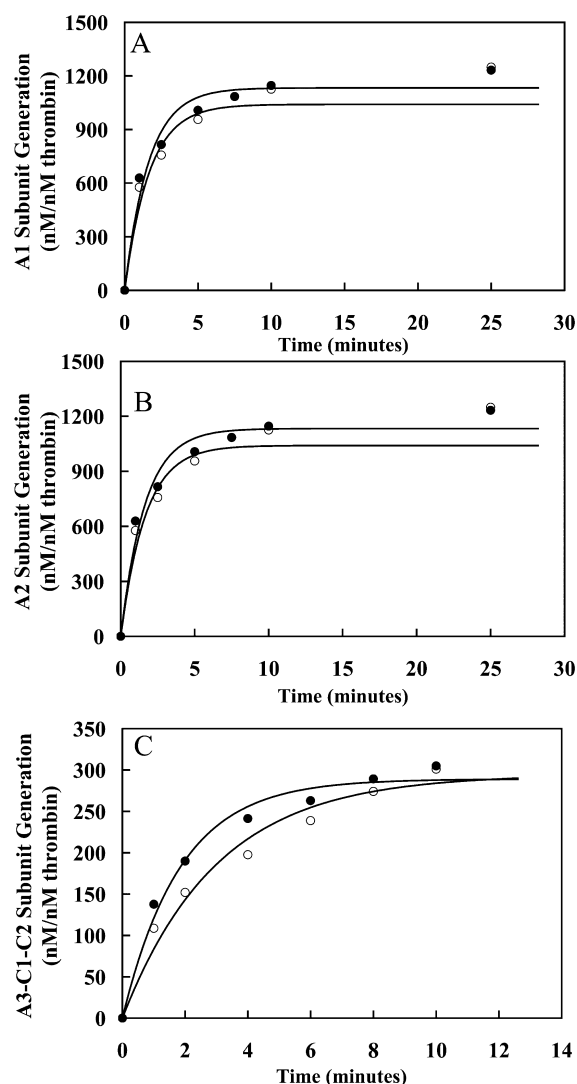 A
1500
1200
900
600
300
0
A1 Subunit Generation
(nM/nM thrombin)
0 5 10 15 20 25 30
Time (minutes)
B
1500
1200
900
600
300
0
A2 Subunit Generation
(nM/nM thrombin)
0 5 10 15 20 25 30
Time (minutes)
C
350
300
250
200
150
100
50
0
A3-C1-C2 Subunit Generation
(nM/nM thrombin)
0 2 4 6 8 10 12 14
Time (minutes)